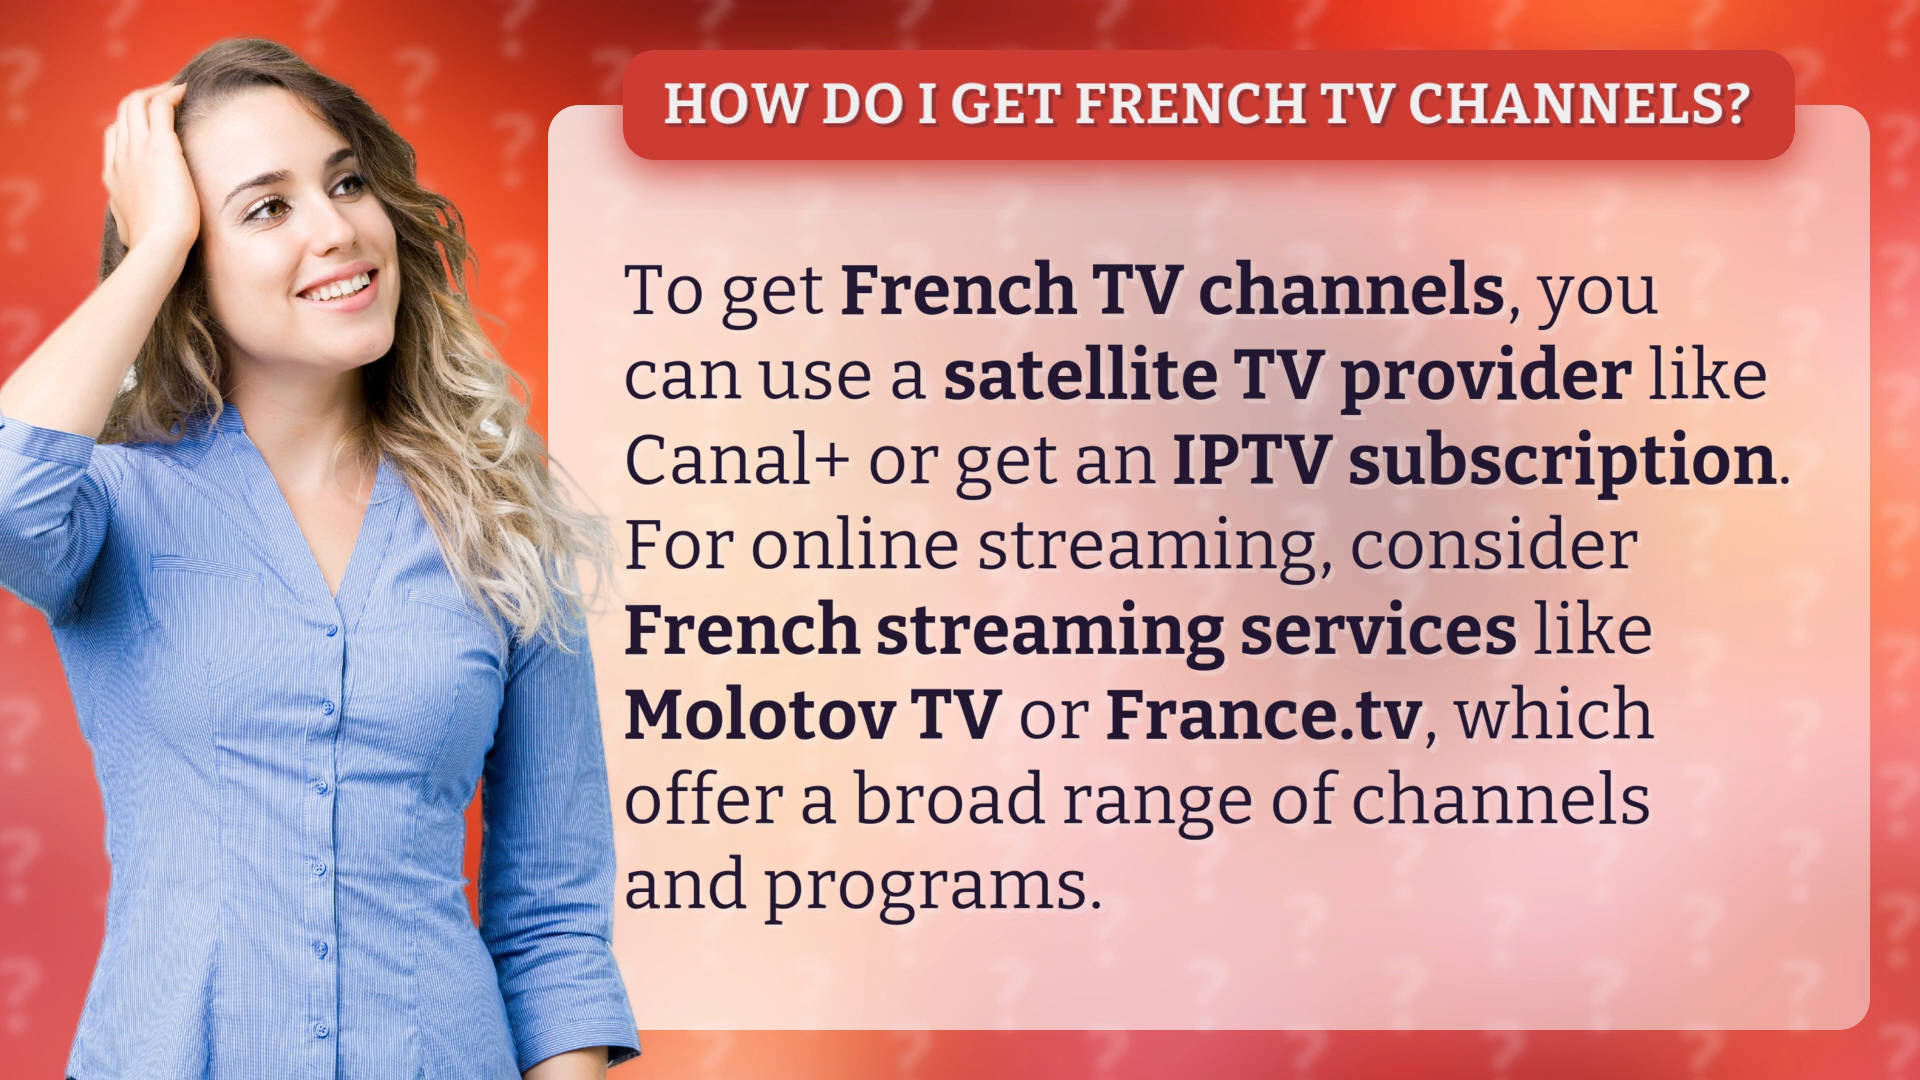 HOW DO I GET FRENCH TV CHANNELS?
To get French TV channels, you
can use a satellite TV provider like
Canal+ or get an IPTV subscription.
For online streaming, consider
French streaming services like
Molotov TV or France.tv, which
offer a broad range of channels
and programs.